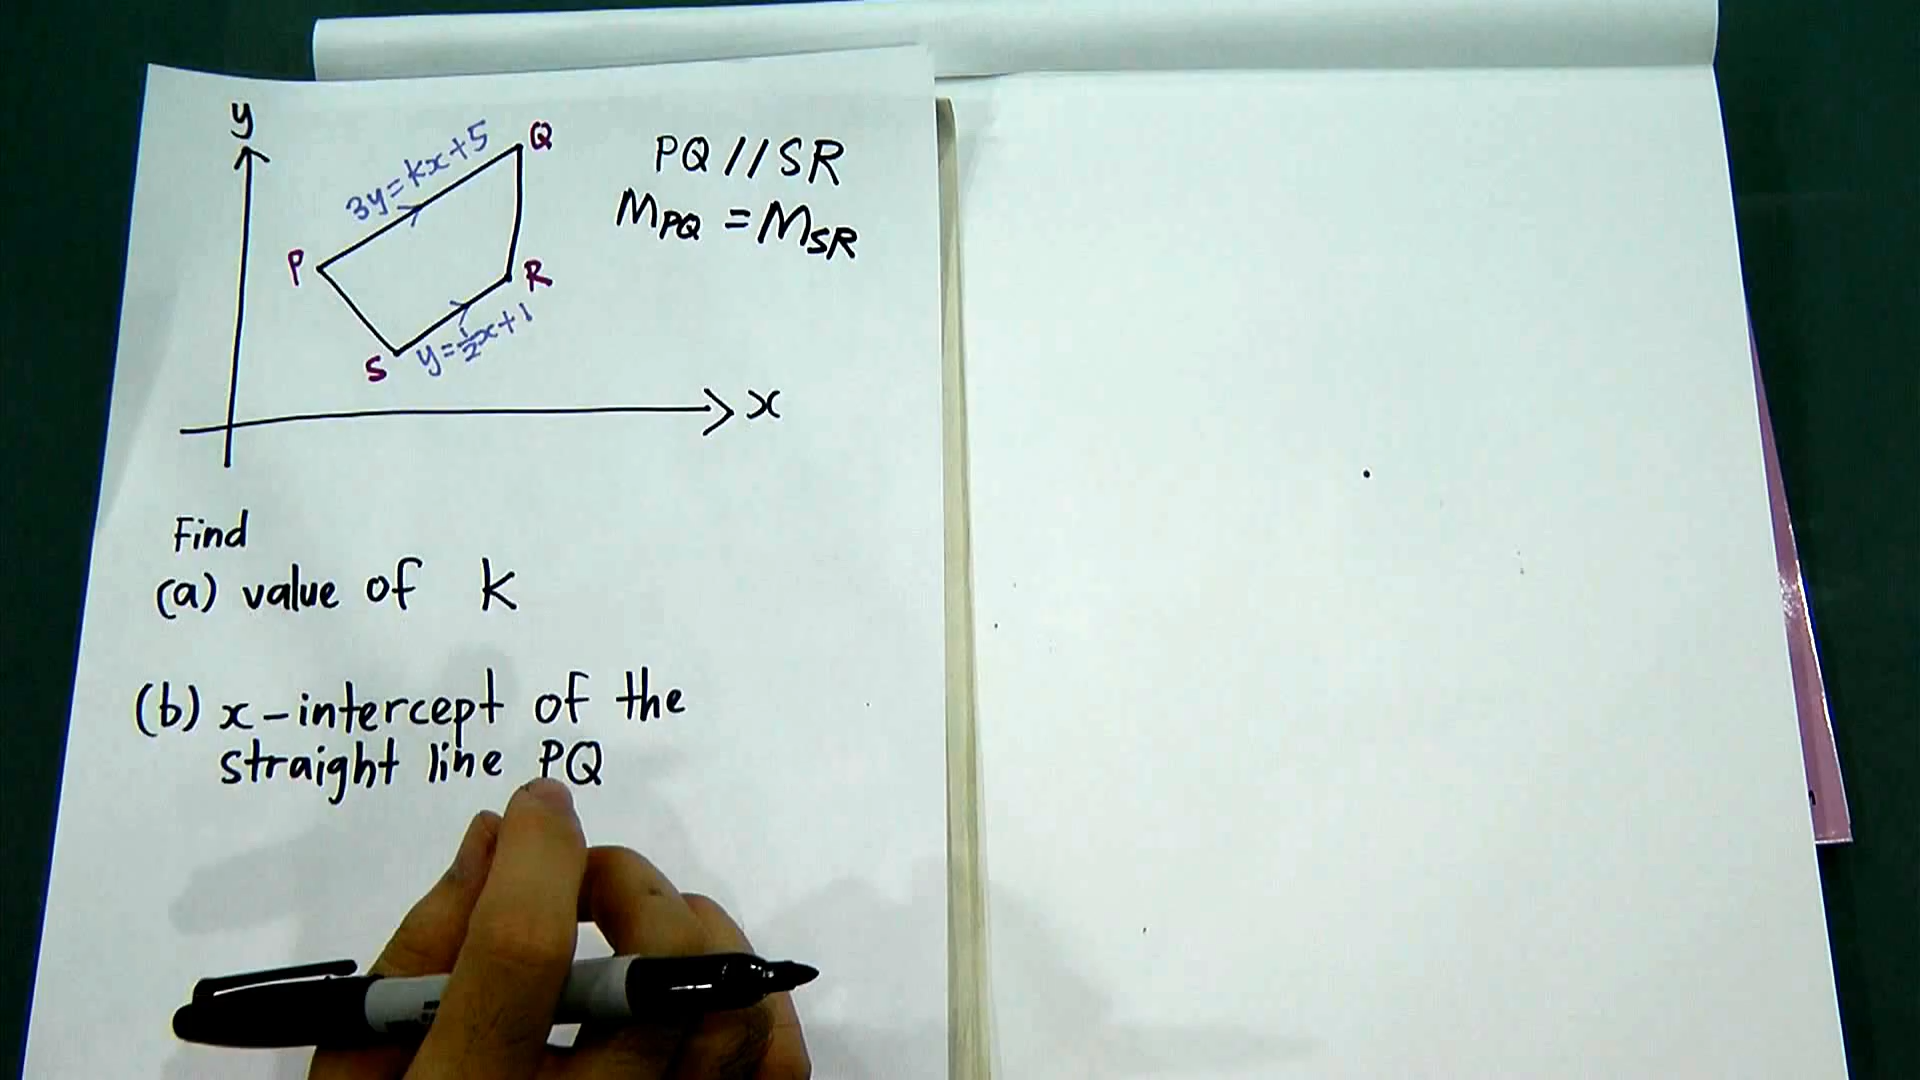 y
3y=kx+5
Q
PQ//SR
MPQ = MSR
P
R
y=1/2x+1
S
x
Find
(a) value of k
(b) x-intercept of the
straight line PQ